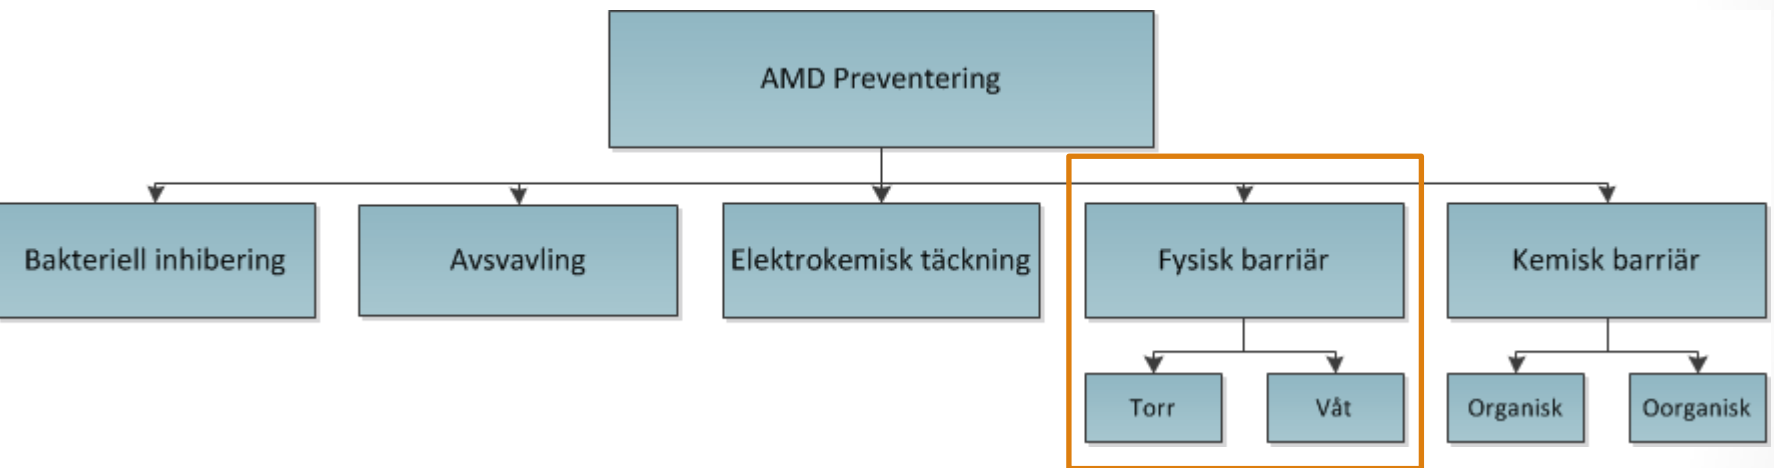 AMD Preventering
Bakteriell inhibering
Avsvavling
Elektrokemisk täckning
Fysisk barriär
Kemisk barriär
Torr
Våt
Organisk
Oorganisk